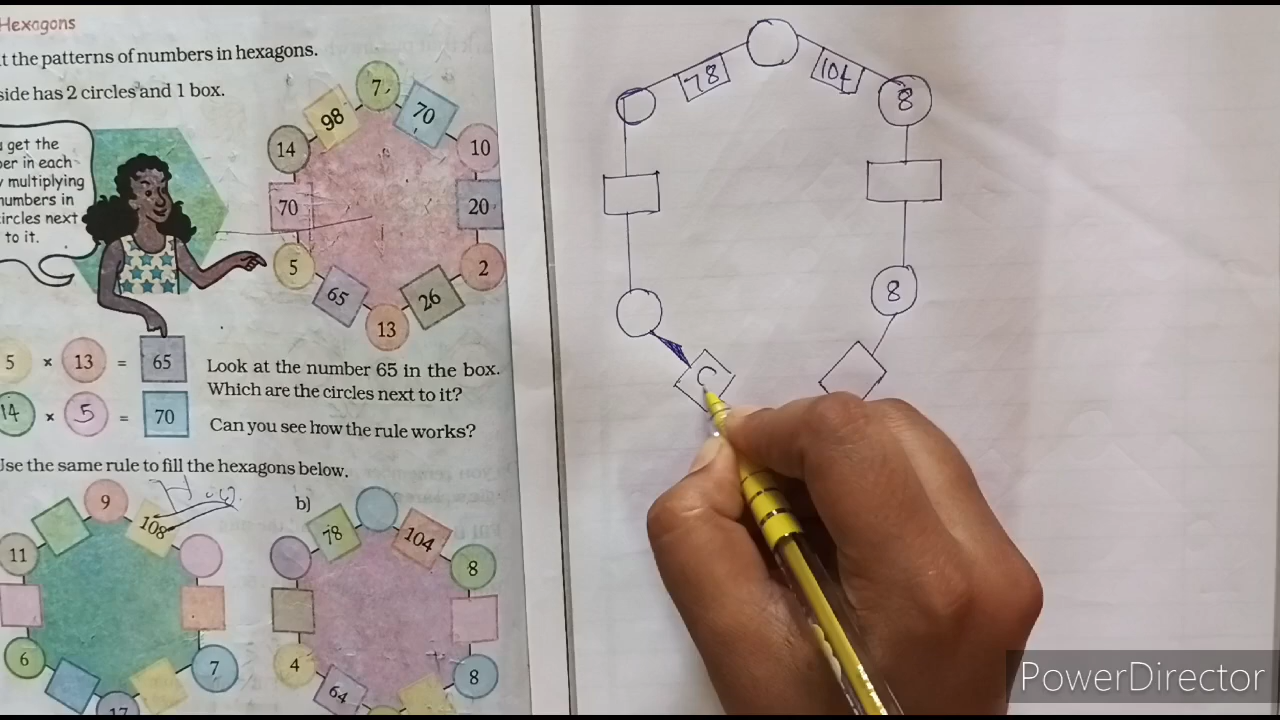 Hexagons
t the patterns of numbers in hexagons.
side has 2 circles and 1 box.
get the
er in each
multiplying
numbers in
circles next
to it.
7
98
70
14
10
70
20
5
2
65
26
13
5 × 13 = 65
14 × 5 = 70
Look at the number 65 in the box.
Which are the circles next to it?
Can you see how the rule works?
Use the same rule to fill the hexagons below.
9
108
11
6
7
17
b)
78
104
8
4
8
64
78
104
8
8
PowerDirector